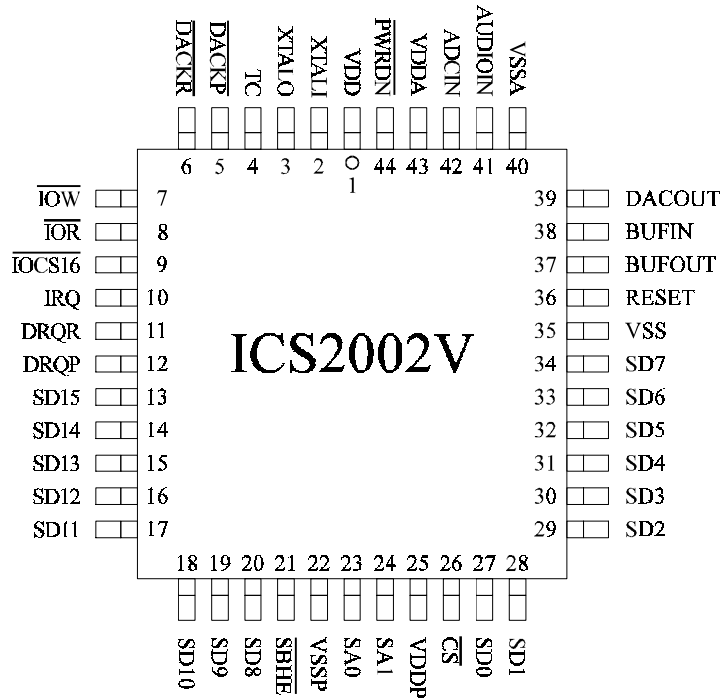 DACKR DACKP TC XTALO XTALI VDD PWRDN VDDA ADCIN AUDIOIN VSSA
6 5 4 3 2 1 44 43 42 41 40
IOW 7 39 DACOUT
IOR 8 38 BUFIN
IOCS16 9 37 BUFOUT
IRQ 10 36 RESET
DRQR 11 35 VSS
DRQP 12 34 SD7
SD15 13 33 SD6
SD14 14 32 SD5
SD13 15 31 SD4
SD12 16 30 SD3
SD11 17 29 SD2
ICS2002V
18 19 20 21 22 23 24 25 26 27 28
SD10 SD9 SD8 SBHE VSSP SA0 SA1 VDDP CS SD0 SD1